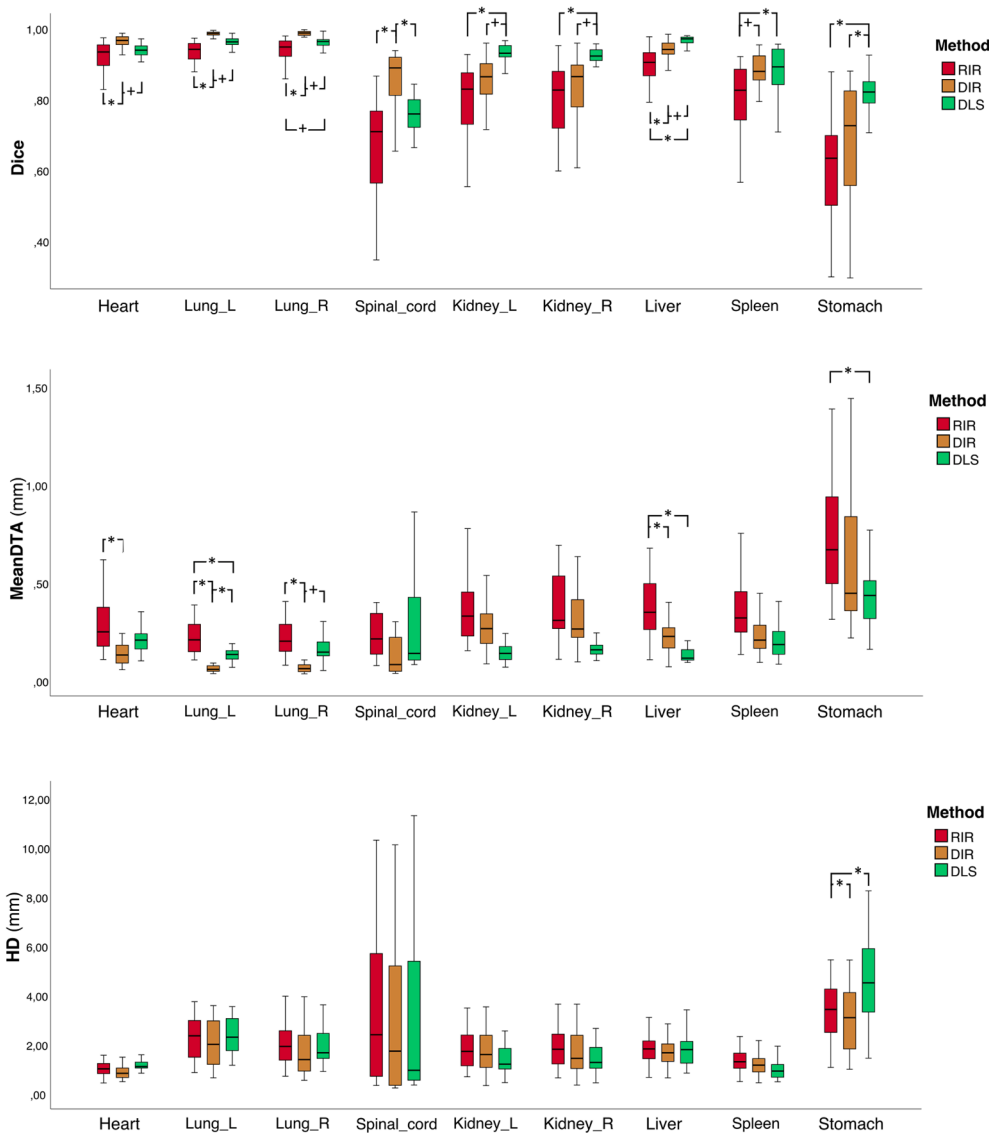 Method
RIR
DIR
DLS
Dice
1,00
,80
,60
,40
* + * + * + * * * + * + + * * *
+ * + *
Heart Lung_L Lung_R Spinal_cord Kidney_L Kidney_R Liver Spleen Stomach
Method
RIR
DIR
DLS
MeanDTA (mm)
1,50
1,00
,50
,00
* * * * * + * * *
Heart Lung_L Lung_R Spinal_cord Kidney_L Kidney_R Liver Spleen Stomach
Method
RIR
DIR
DLS
HD (mm)
12,00
10,00
8,00
6,00
4,00
2,00
,00
* *
Heart Lung_L Lung_R Spinal_cord Kidney_L Kidney_R Liver Spleen Stomach